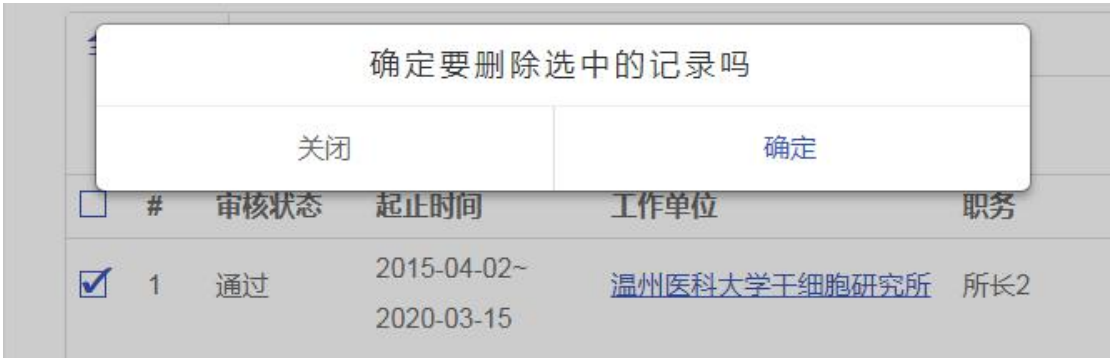 确定要删除选中的记录吗
关闭 确定
# 审核状态 起止时间 工作单位 职务
1 通过 2015-04-02~ 温州医科大学干细胞研究所 所长2
2020-03-15